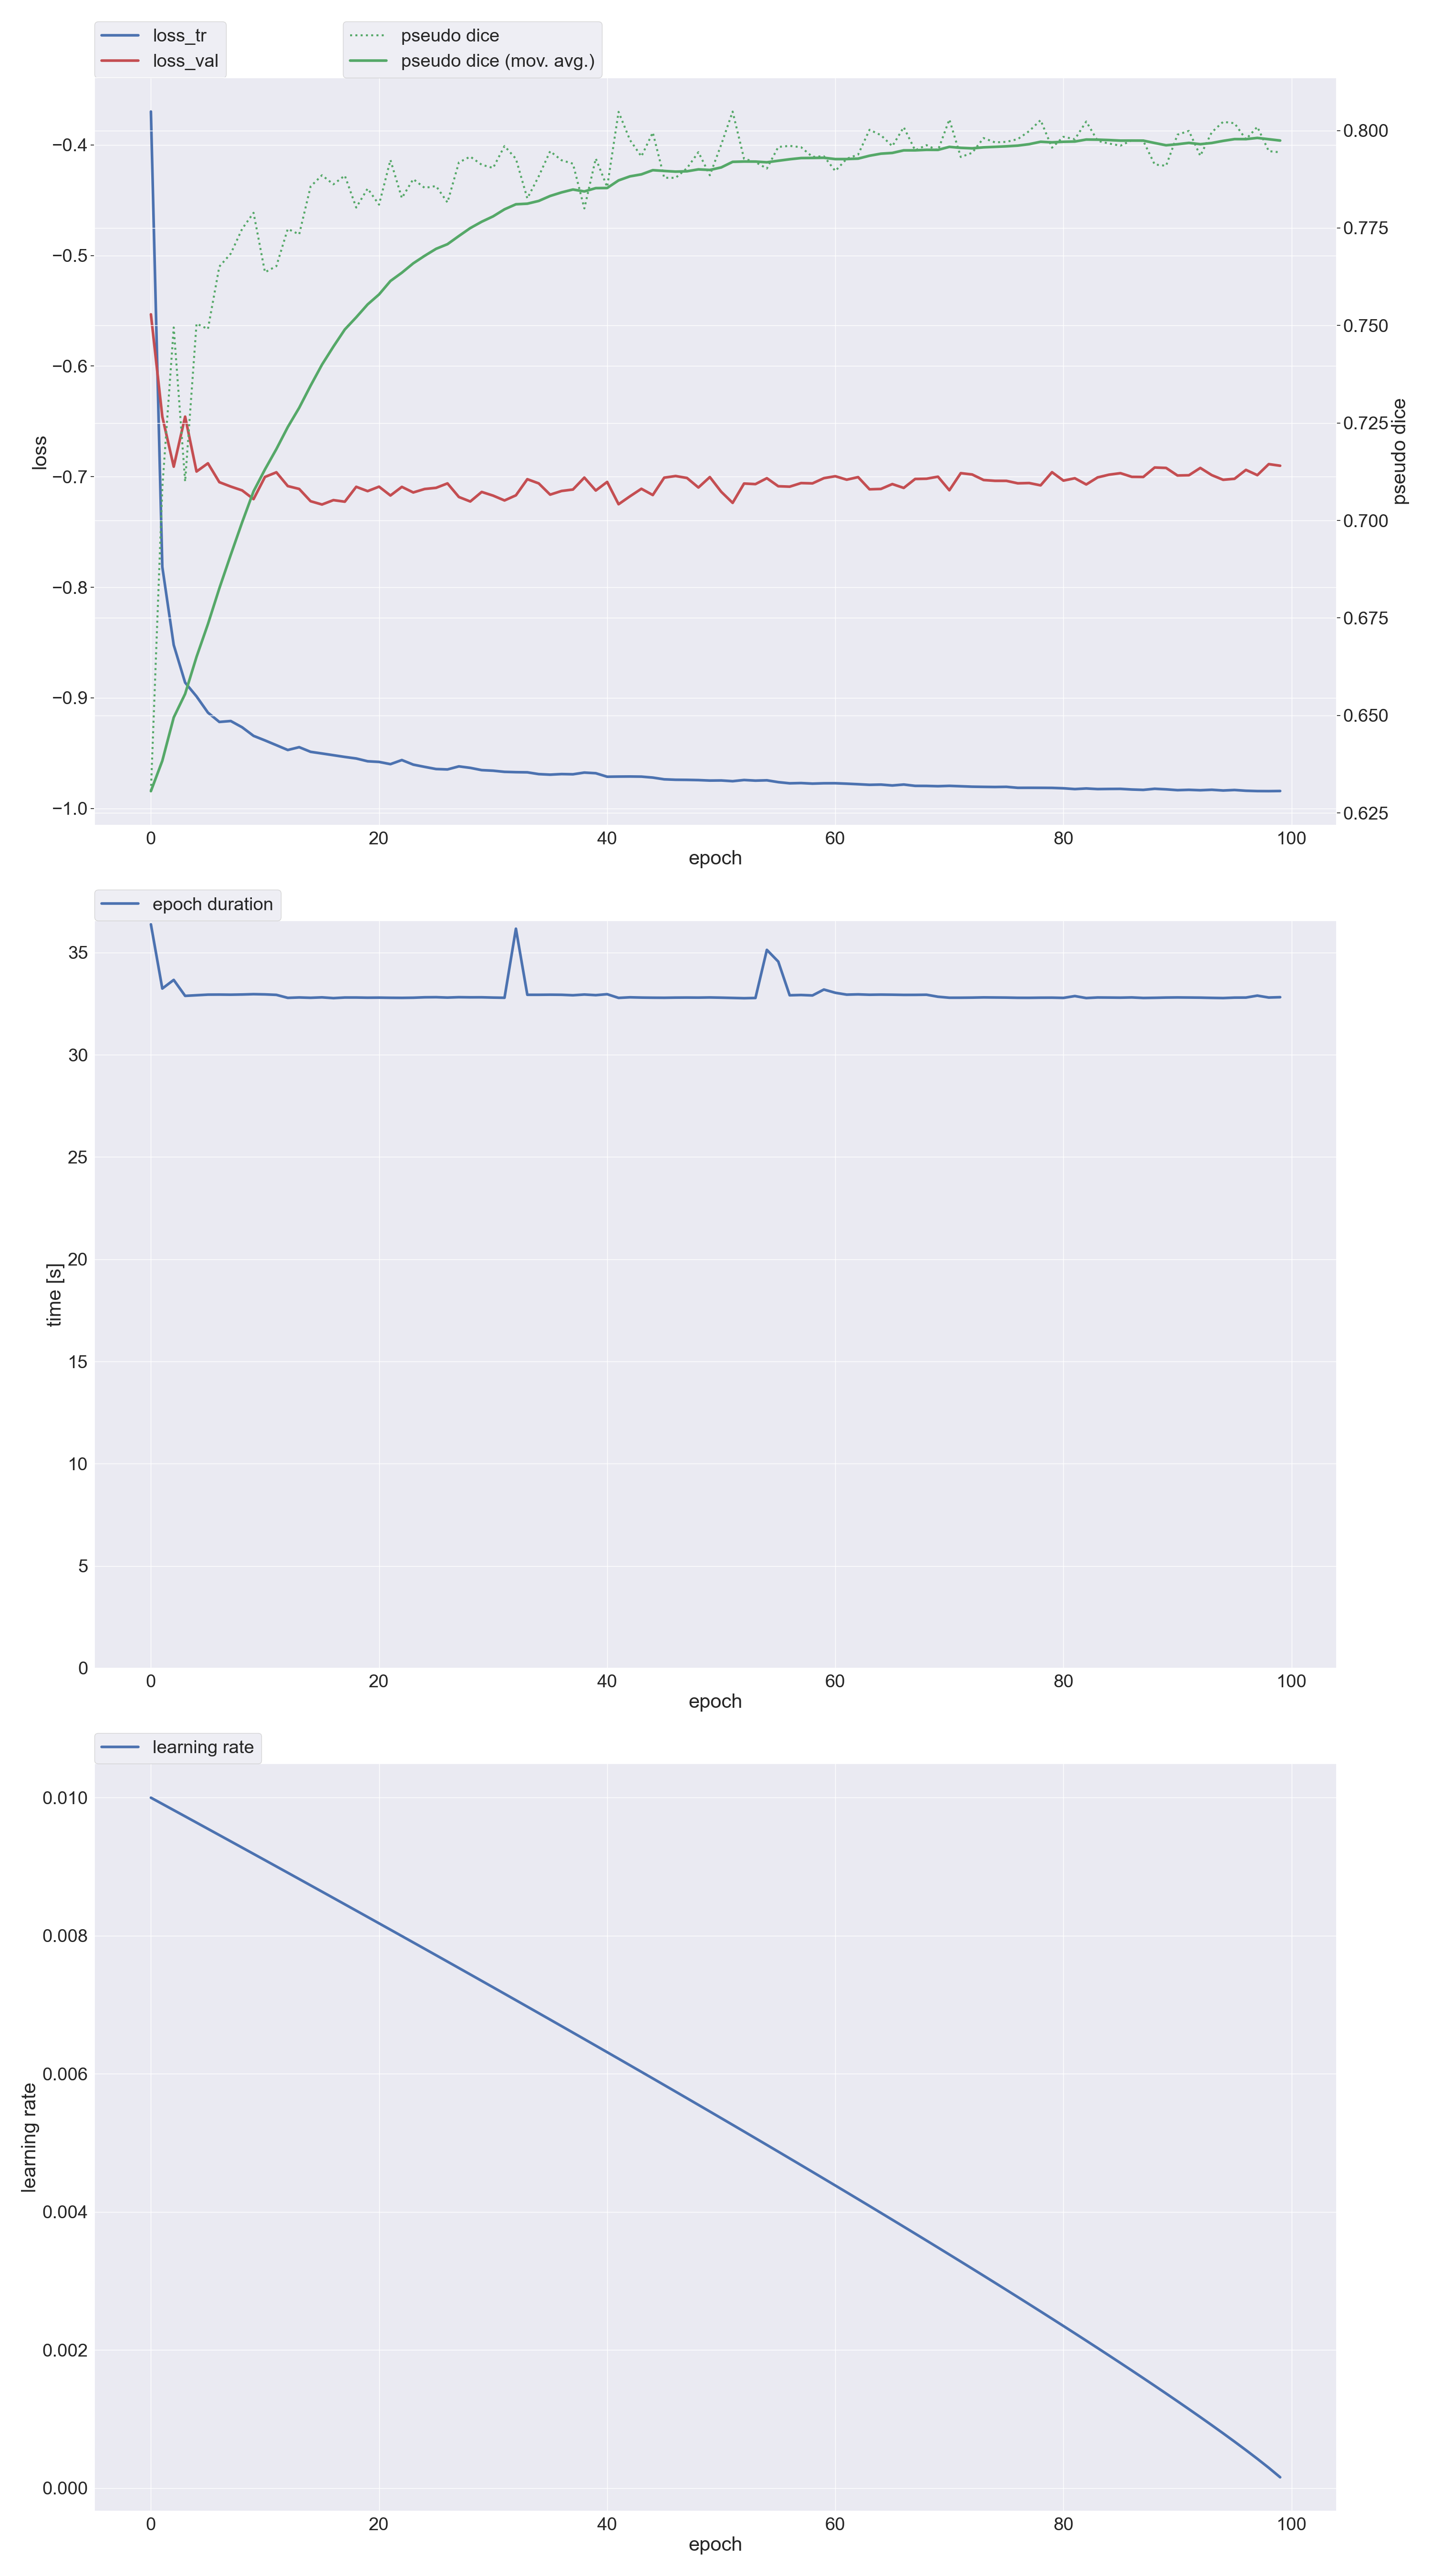 loss_tr
loss_val
pseudo dice
pseudo dice (mov. avg.)
−0.4
−0.5
−0.6
−0.7
−0.8
−0.9
−1.0
loss
0.800
0.775
0.750
0.725
0.700
0.675
0.650
0.625
pseudo dice
0 20 40 60 80 100
epoch
epoch duration
35
30
25
20
15
10
5
0
time [s]
0 20 40 60 80 100
epoch
learning rate
0.010
0.008
0.006
0.004
0.002
0.000
learning rate
0 20 40 60 80 100
epoch